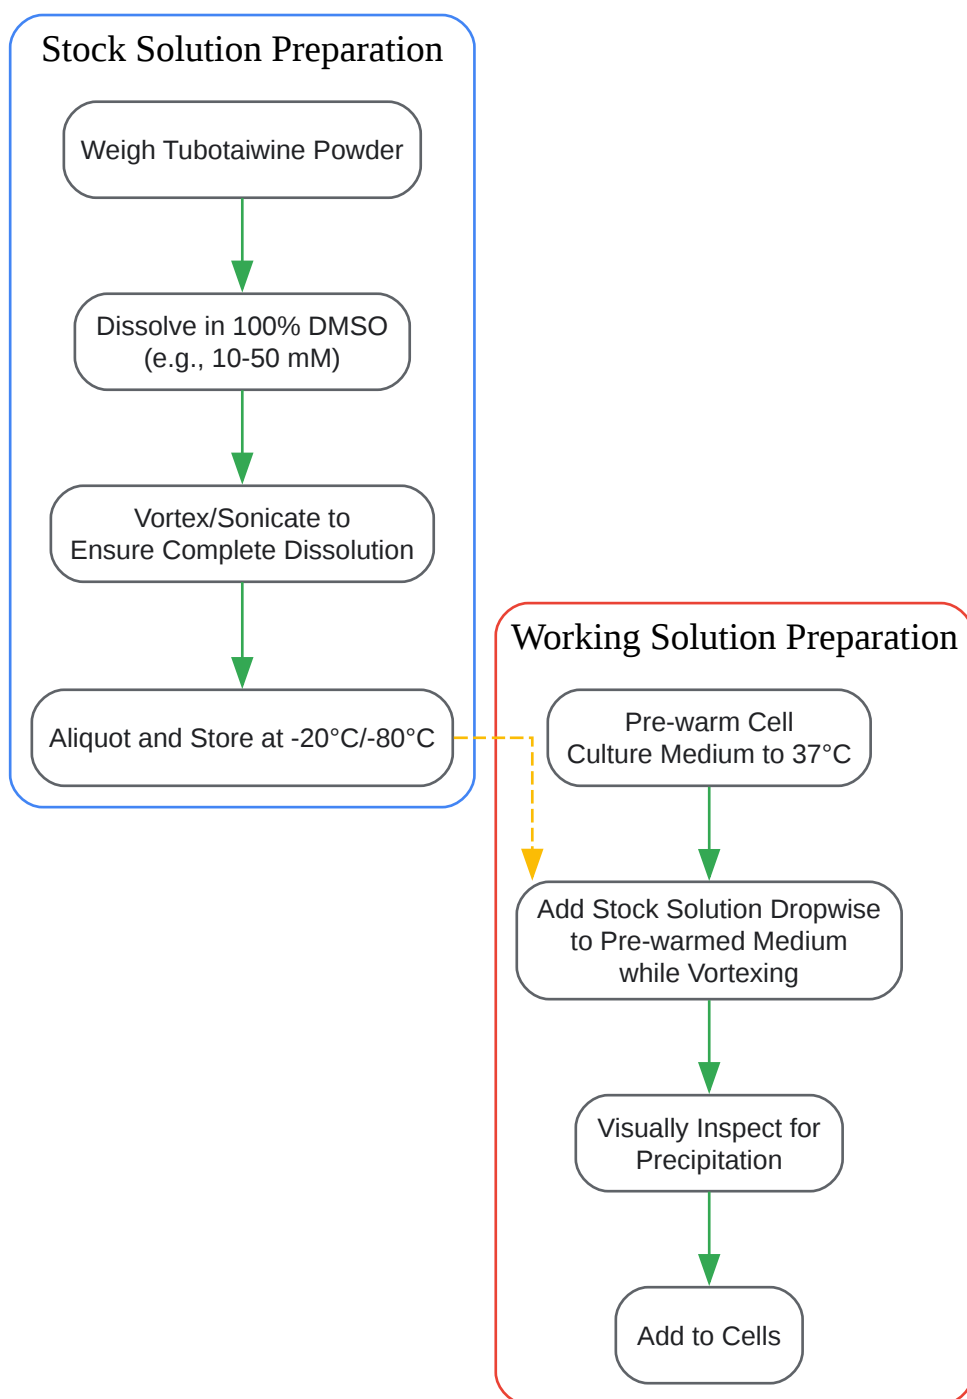 Stock Solution Preparation
Weigh Tubotaiwine Powder
Dissolve in 100% DMSO
(e.g., 10-50 mM)
Vortex/Sonicate to
Ensure Complete Dissolution
Aliquot and Store at -20°C/-80°C
Working Solution Preparation
Pre-warm Cell
Culture Medium to 37°C
Add Stock Solution Dropwise
to Pre-warmed Medium
while Vortexing
Visually Inspect for
Precipitation
Add to Cells